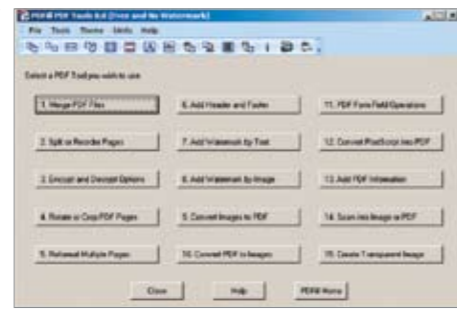 PDFill PDF Tools 8.0 (Free and No Watermark)
File Tools Theme Units Help
Select a PDF Tool you wish to use
1. Merge PDF Files
6. Add Header and Footer
11. PDF Form Field Operations
2. Split or Reorder Pages
7. Add Watermark by Text
12. Convert PostScript into PDF
3. Encrypt and Decrypt Options
8. Add Watermark by Image
13. Add PDF Information
4. Rotate or Crop PDF Pages
9. Convert Images to PDF
14. Scan into Image or PDF
5. Reformat Multiple Pages
10. Convert PDF to Images
15. Create Transparent Image
Close
Help
PDFill Home